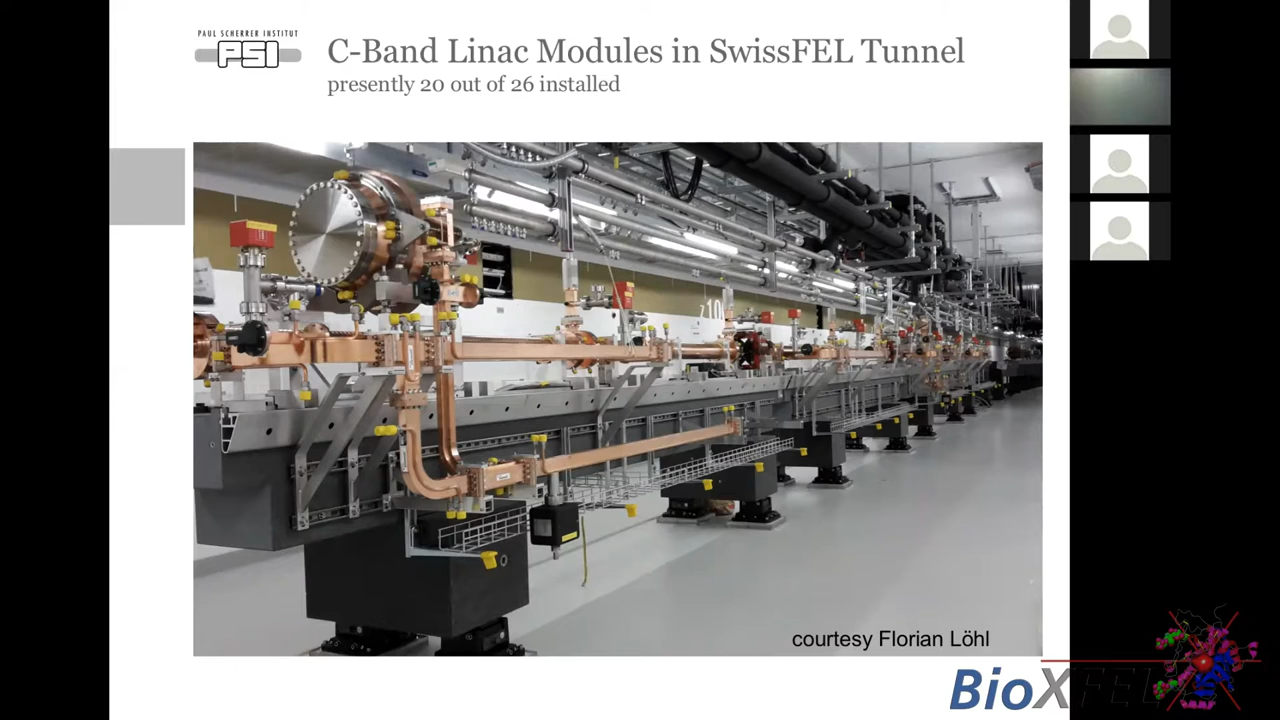 PAUL SCHERRER INSTITUT
PSI
C-Band Linac Modules in SwissFEL Tunnel
presently 20 out of 26 installed
Z10
courtesy Florian Löhl
BioXFEL